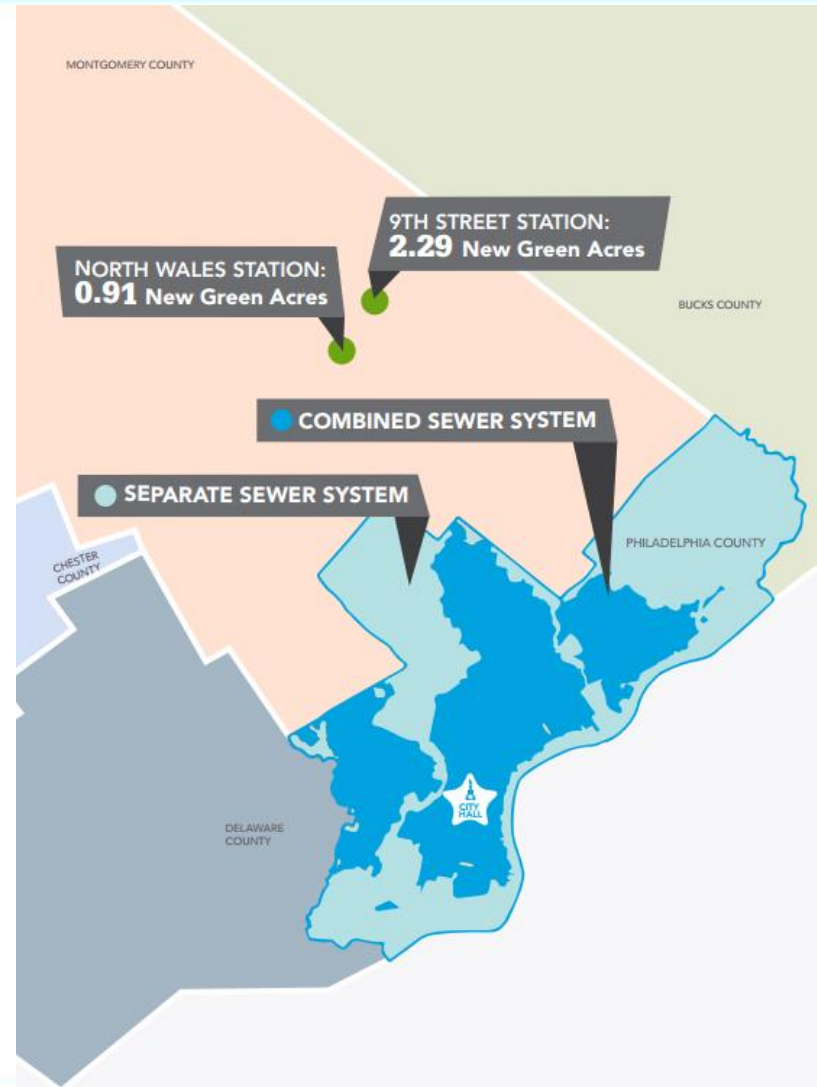 MONTGOMERY COUNTY
9TH STREET STATION:
2.29 New Green Acres
NORTH WALES STATION:
0.91 New Green Acres
BUCKS COUNTY
COMBINED SEWER SYSTEM
SEPARATE SEWER SYSTEM
PHILADELPHIA COUNTY
CHESTER
COUNTY
CITY
HALL
DELAWARE
COUNTY